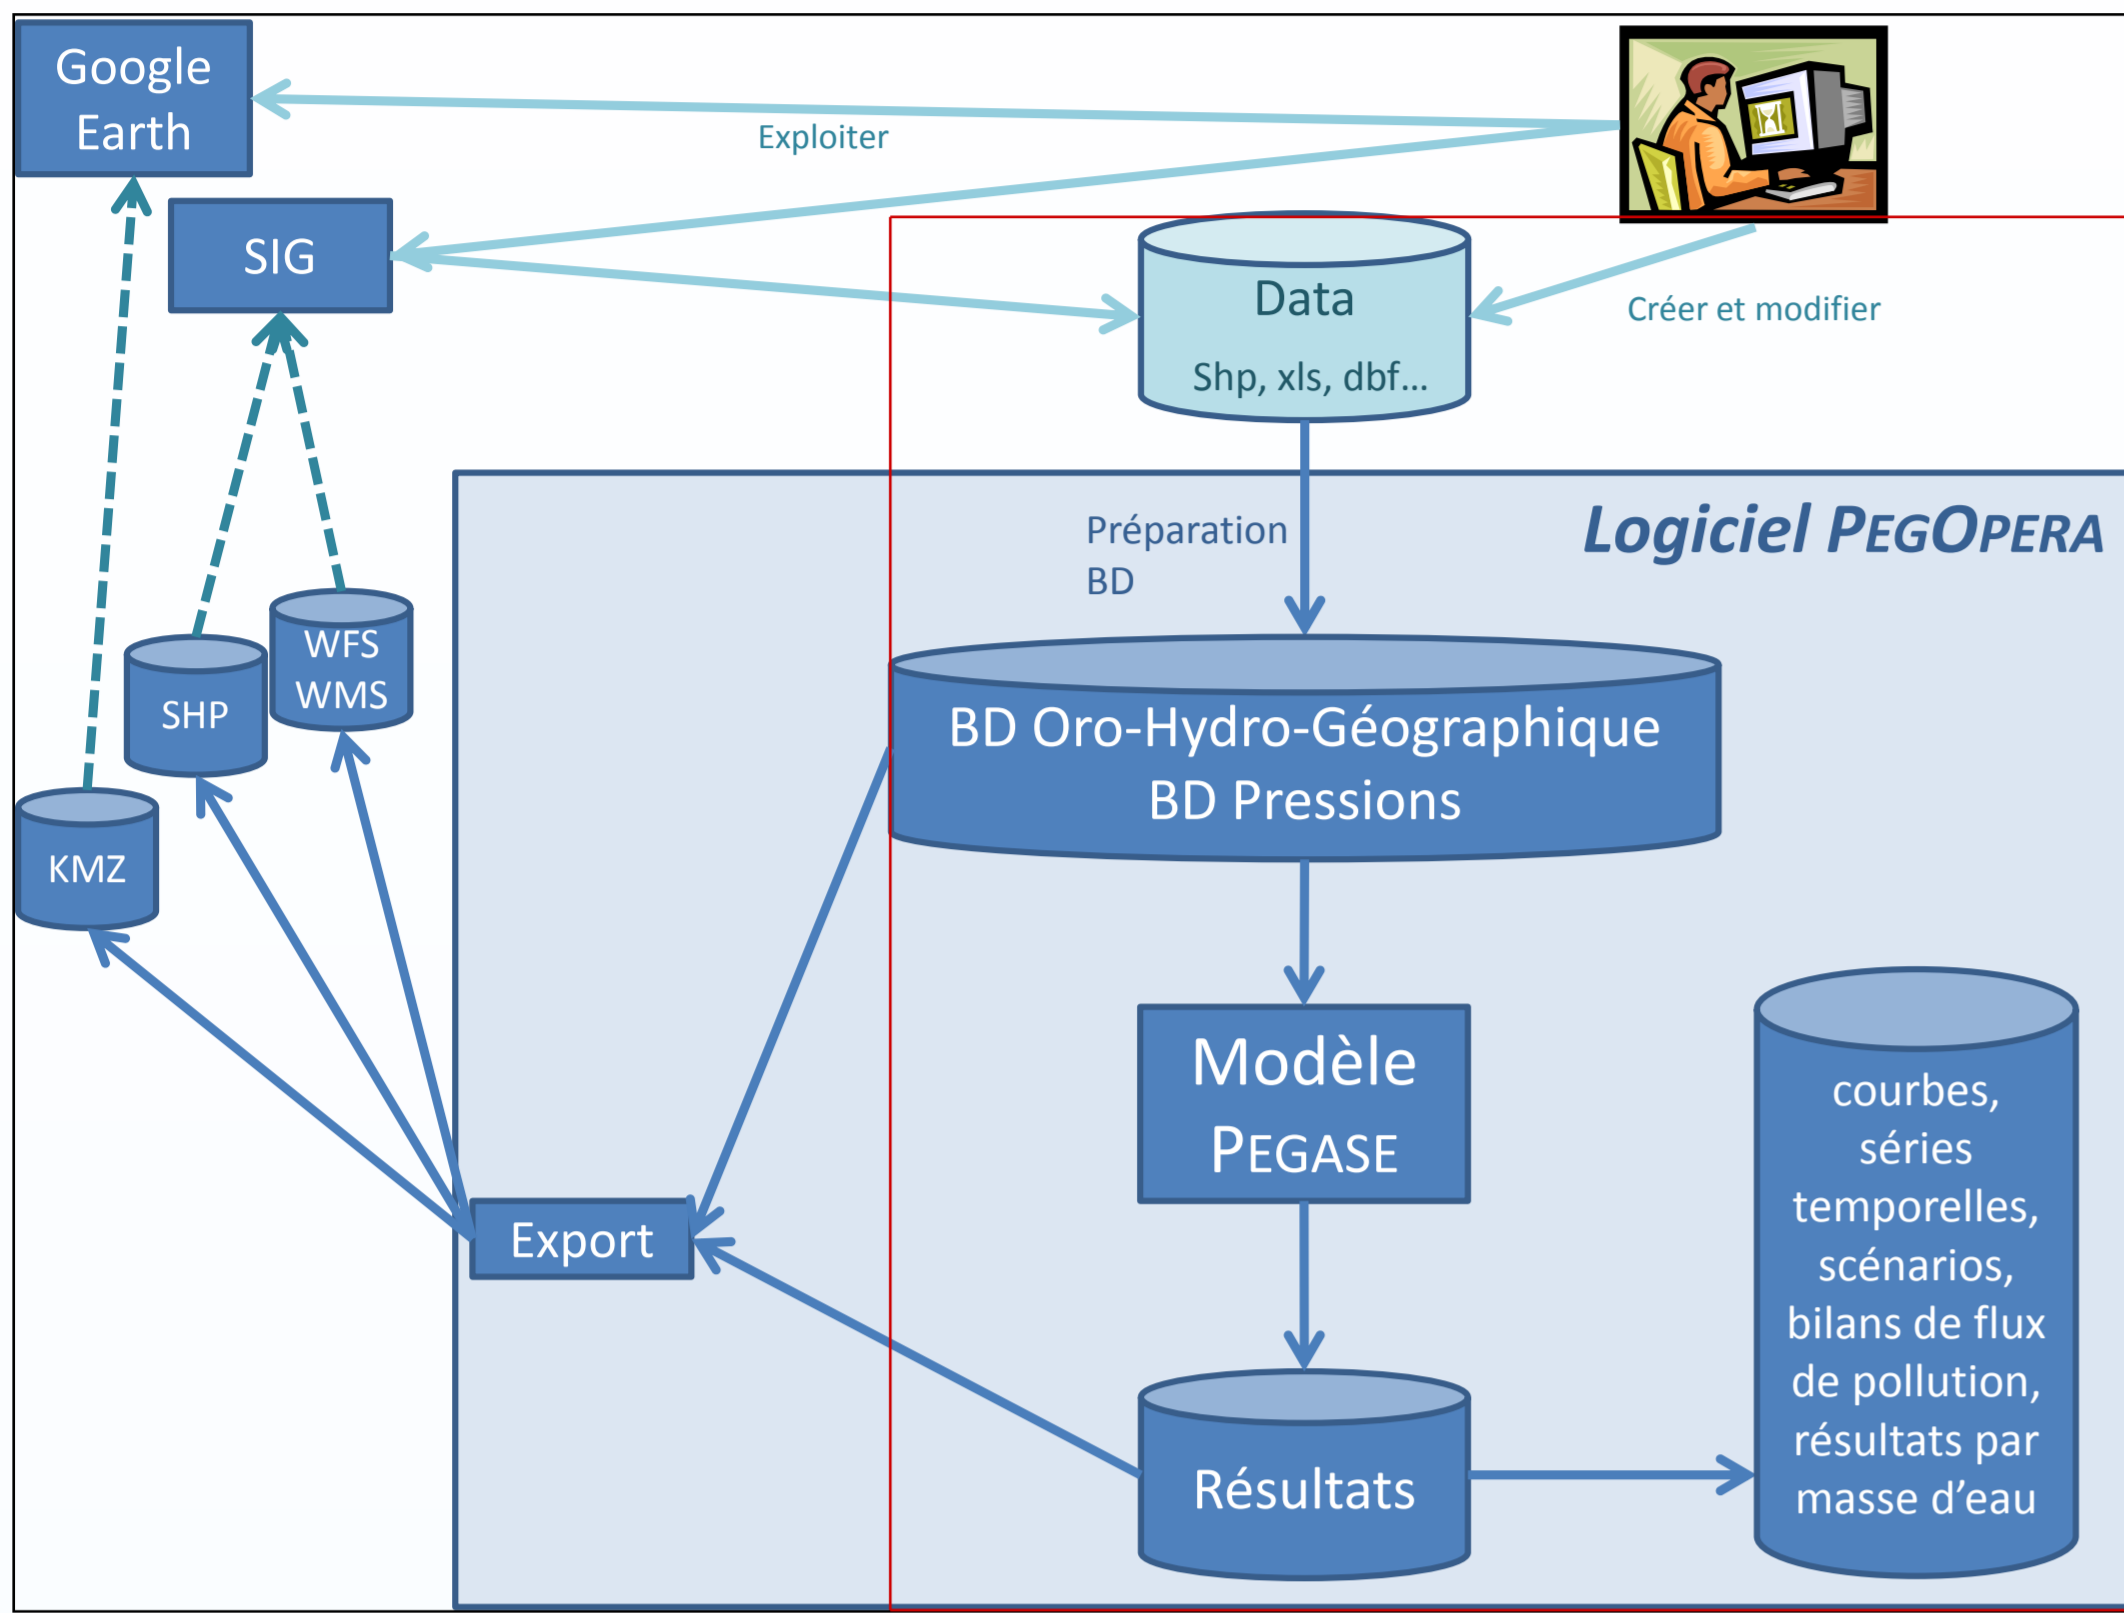 Google
Earth
Exploiter
SIG
Data
Shp, xls, dbf...
Créer et modifier
Préparation
BD
Logiciel PEGOPERA
WFS
WMS
SHP
KMZ
BD Oro-Hydro-Géographique
BD Pressions
Modèle
PEGASE
Export
Résultats
courbes,
séries
temporelles,
scénarios,
bilans de flux
de pollution,
résultats par
masse d’eau